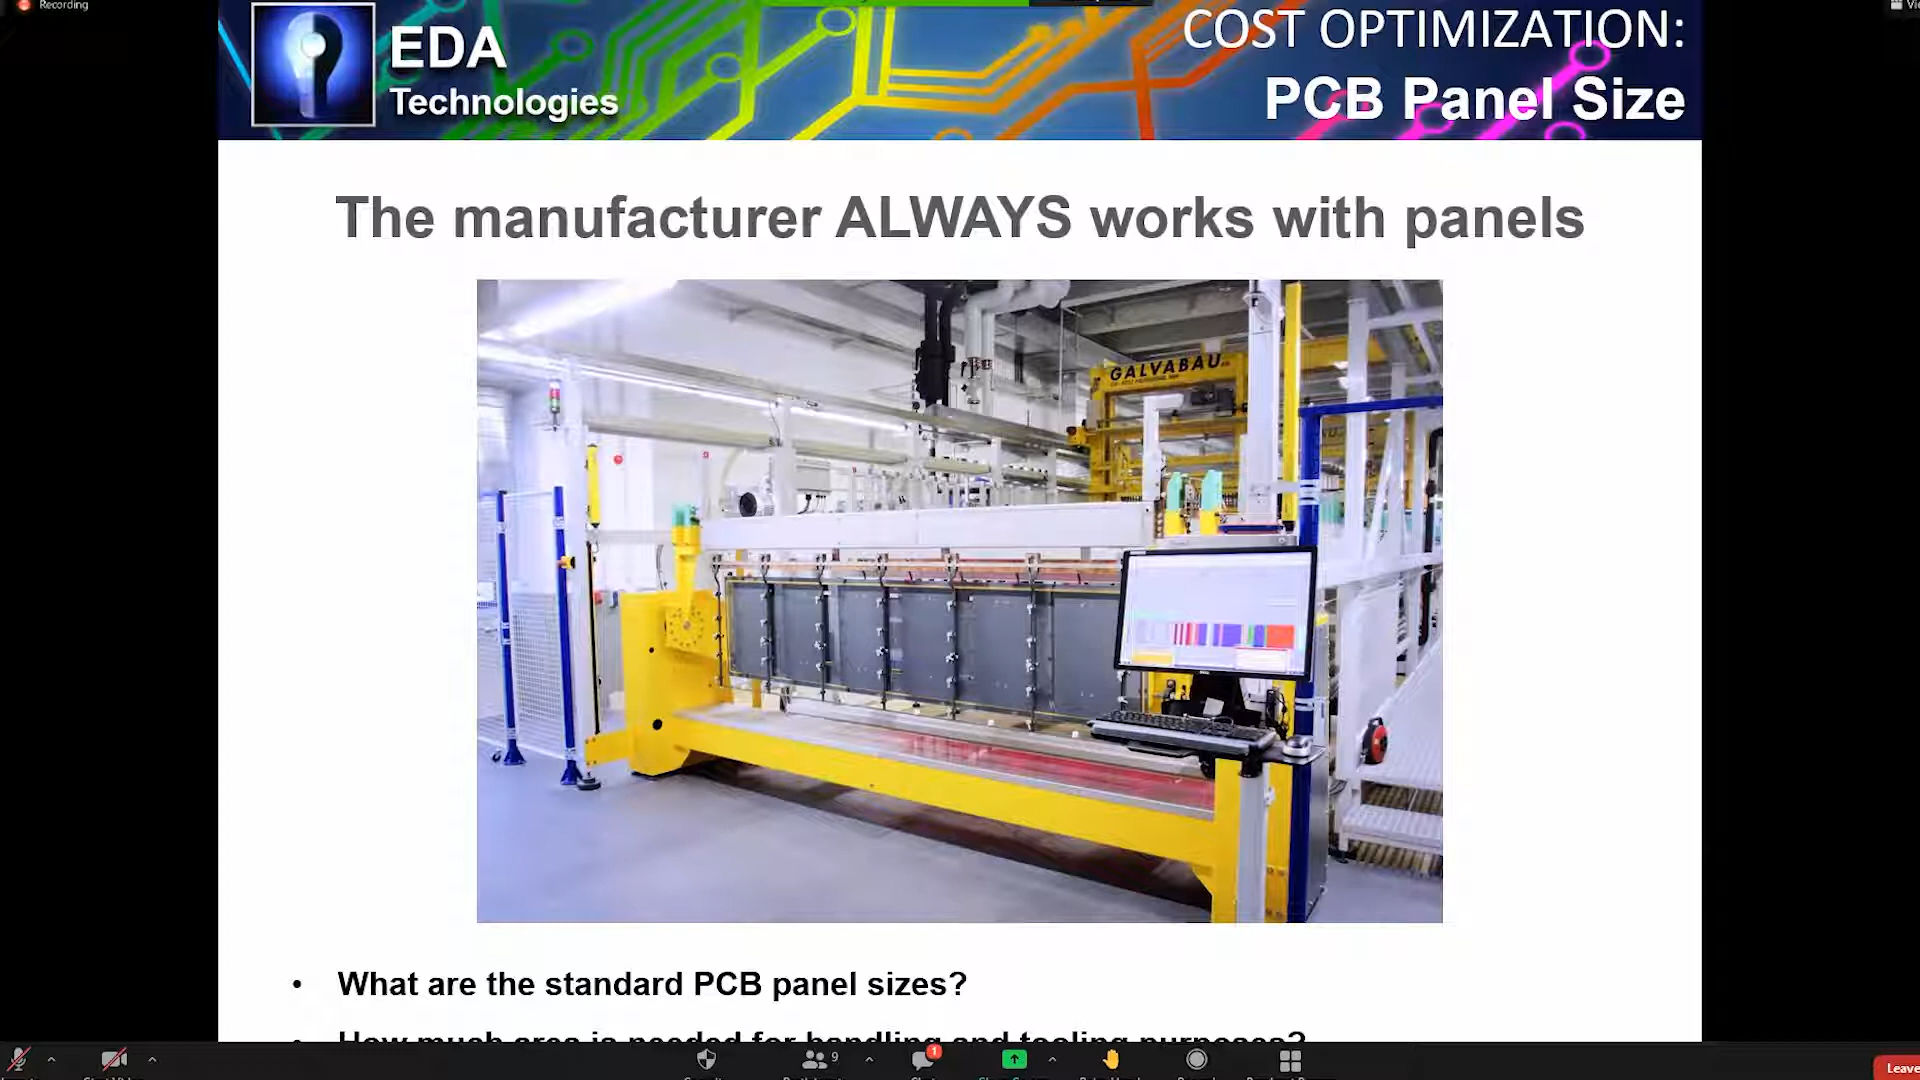 Recording
EDA
Technologies
COST OPTIMIZATION:
PCB Panel Size
The manufacturer ALWAYS works with panels
GALVABAU
• What are the standard PCB panel sizes?
• How much area is needed for handling and tooling purposes?
9
1
Leave